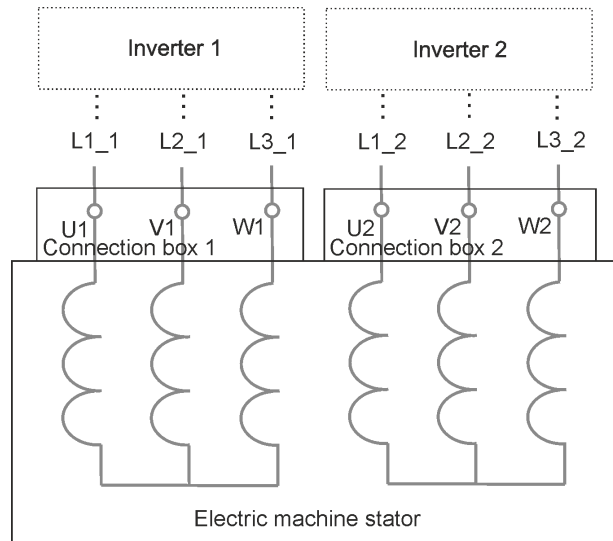 Inverter 1 Inverter 2
L1_1 L2_1 L3_1 L1_2 L2_2 L3_2
U1 V1 W1 U2 V2 W2
Connection box 1 Connection box 2
Electric machine stator